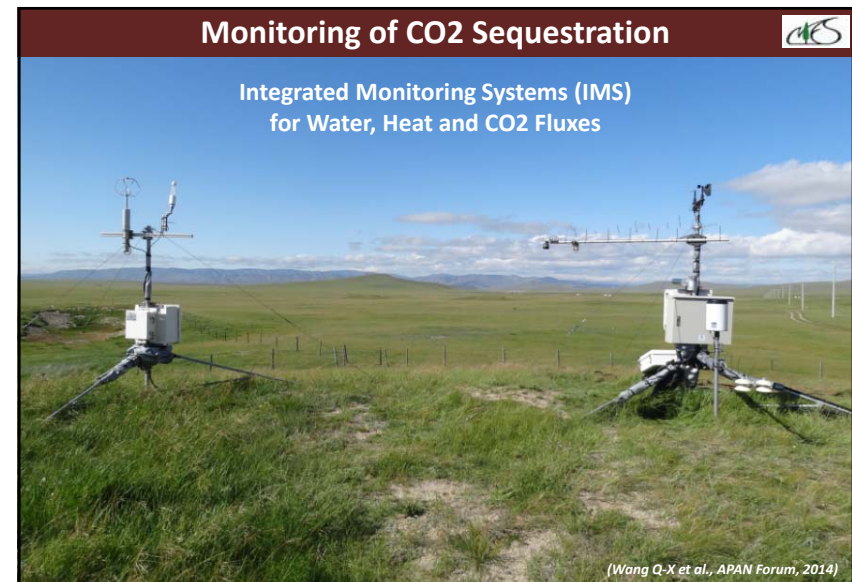 Monitoring of CO2 Sequestration
Integrated Monitoring Systems (IMS)
for Water, Heat and CO2 Fluxes
(Wang Q-X et al., APAN Forum, 2014)